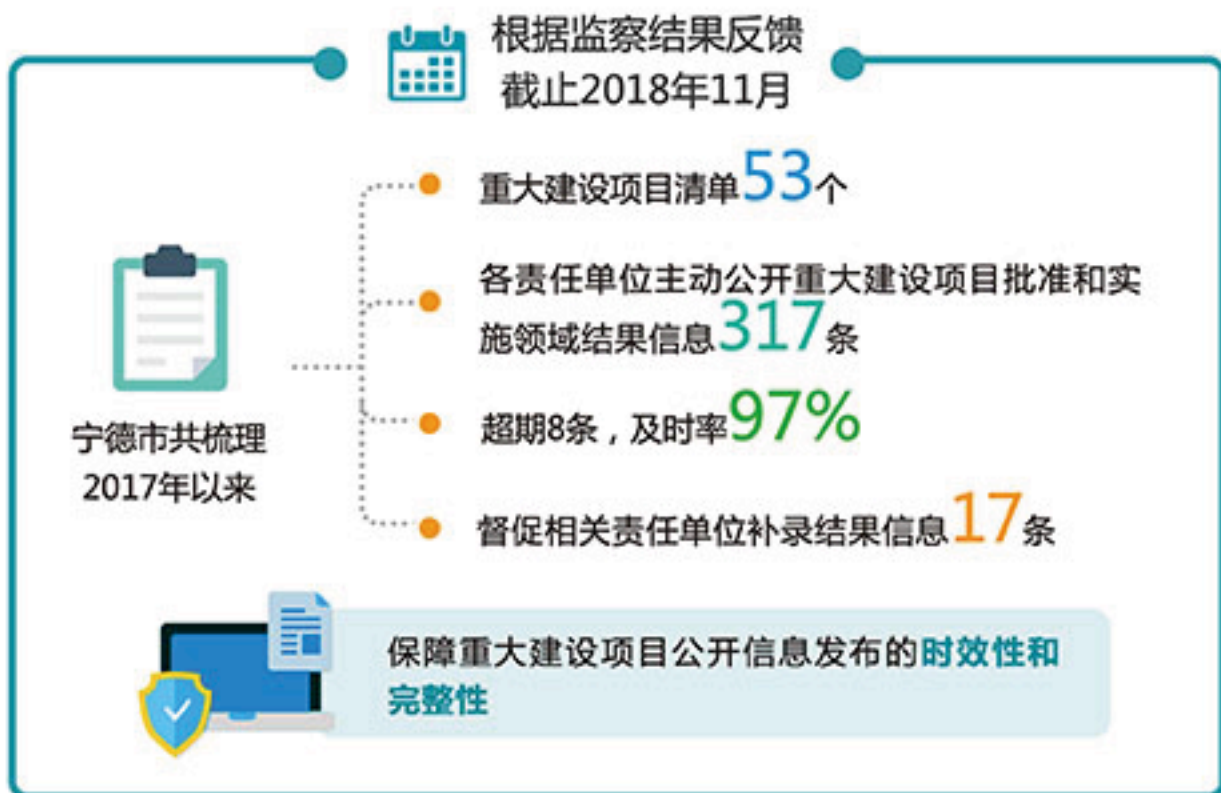 根据监察结果反馈
截止2018年11月
重大建设项目清单53个
各责任单位主动公开重大建设项目批准和实
施领域结果信息317条
超期8条，及时率97%
督促相关责任单位补录结果信息17条
宁德市共梳理
2017年以来
保障重大建设项目公开信息发布的时效性和
完整性